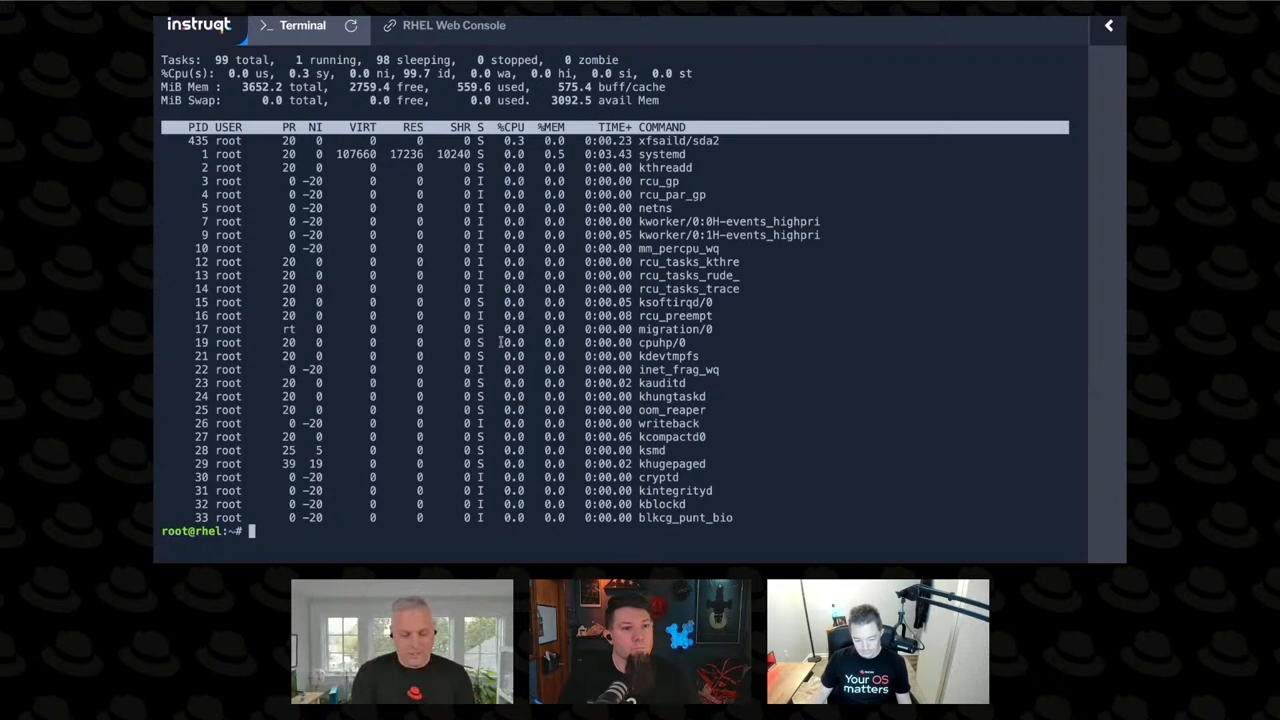 instruqt
>_ Terminal
RHEL Web Console
Tasks: 99 total, 1 running, 98 sleeping, 0 stopped, 0 zombie
%Cpu(s): 0.0 us, 0.3 sy, 0.0 ni, 99.7 id, 0.0 wa, 0.0 hi, 0.0 si, 0.0 st
MiB Mem : 3652.2 total, 2759.4 free, 559.6 used, 575.4 buff/cache
MiB Swap: 0.0 total, 0.0 free, 0.0 used. 3092.5 avail Mem
PID USER PR NI VIRT RES SHR S %CPU %MEM TIME+ COMMAND
435 root 20 0 0 0 0 S 0.3 0.0 0:00.23 xfsaild/sda2
1 root 20 0 107660 17236 10240 S 0.0 0.5 0:03.43 systemd
2 root 20 0 0 0 0 S 0.0 0.0 0:00.00 kthreadd
3 root 0 -20 0 0 0 I 0.0 0.0 0:00.00 rcu_gp
4 root 0 -20 0 0 0 I 0.0 0.0 0:00.00 rcu_par_gp
5 root 0 -20 0 0 0 I 0.0 0.0 0:00.00 netns
7 root 0 -20 0 0 0 I 0.0 0.0 0:00.00 kworker/0:0H-events_highpri
9 root 0 -20 0 0 0 I 0.0 0.0 0:00.05 kworker/0:1H-events_highpri
10 root 0 -20 0 0 0 I 0.0 0.0 0:00.00 mm_percpu_wq
12 root 20 0 0 0 0 I 0.0 0.0 0:00.00 rcu_tasks_kthre
13 root 20 0 0 0 0 I 0.0 0.0 0:00.00 rcu_tasks_rude_
14 root 20 0 0 0 0 I 0.0 0.0 0:00.00 rcu_tasks_trace
15 root 20 0 0 0 0 S 0.0 0.0 0:00.05 ksoftirqd/0
16 root 20 0 0 0 0 I 0.0 0.0 0:00.08 rcu_preempt
17 root rt 0 0 0 0 S 0.0 0.0 0:00.00 migration/0
19 root 20 0 0 0 0 S 0.0 0.0 0:00.00 cpuhp/0
21 root 20 0 0 0 0 S 0.0 0.0 0:00.00 kdevtmpfs
22 root 0 -20 0 0 0 I 0.0 0.0 0:00.00 inet_frag_wq
23 root 20 0 0 0 0 S 0.0 0.0 0:00.02 kauditd
24 root 20 0 0 0 0 S 0.0 0.0 0:00.00 khungtaskd
25 root 20 0 0 0 0 S 0.0 0.0 0:00.00 oom_reaper
26 root 0 -20 0 0 0 I 0.0 0.0 0:00.00 writeback
27 root 20 0 0 0 0 S 0.0 0.0 0:00.06 kcompactd0
28 root 25 5 0 0 0 S 0.0 0.0 0:00.00 ksmd
29 root 39 19 0 0 0 S 0.0 0.0 0:00.02 khugepaged
30 root 0 -20 0 0 0 I 0.0 0.0 0:00.00 cryptd
31 root 0 -20 0 0 0 I 0.0 0.0 0:00.00 kintegrityd
32 root 0 -20 0 0 0 I 0.0 0.0 0:00.00 kblockd
33 root 0 -20 0 0 0 I 0.0 0.0 0:00.00 blkcg_punt_bio
root@rhel:~#
Your OS
matters